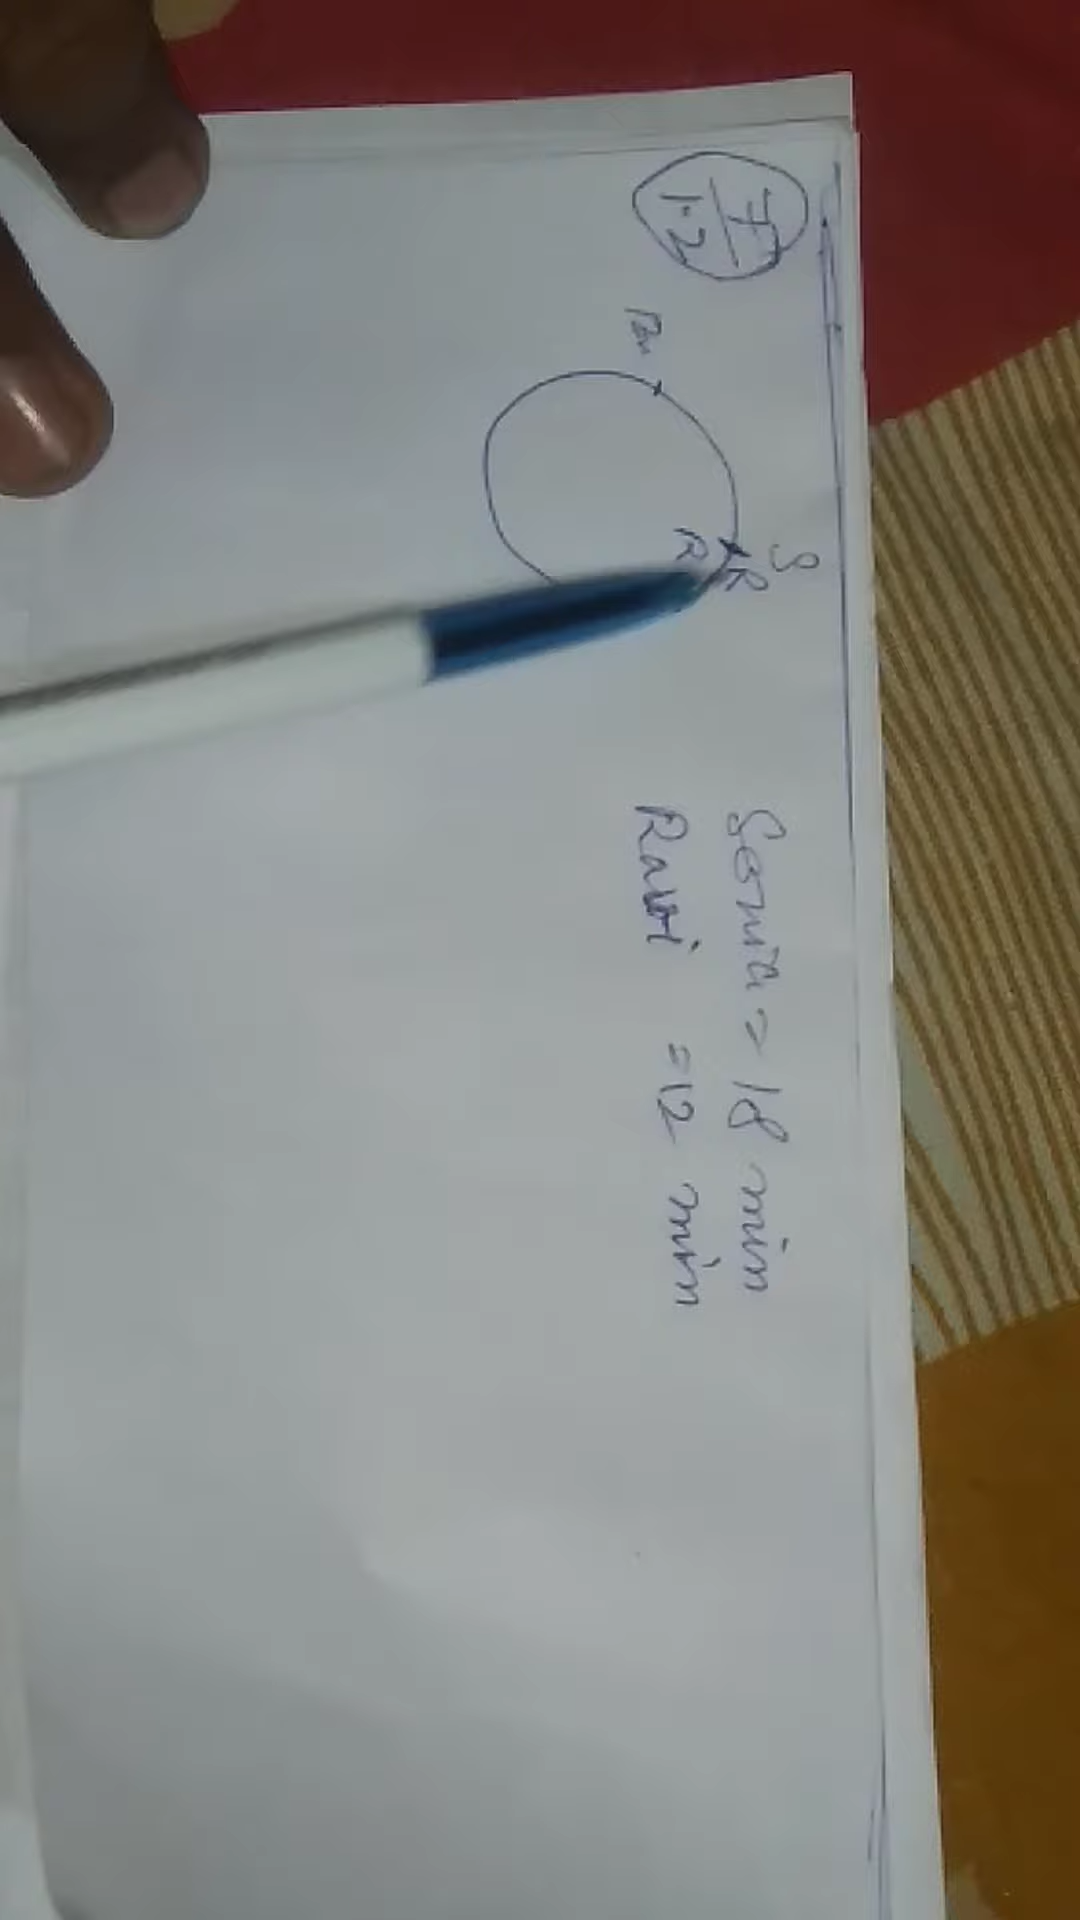 7
1.2
S
R
R
Sonia = 18 min
Ravi = 12 min